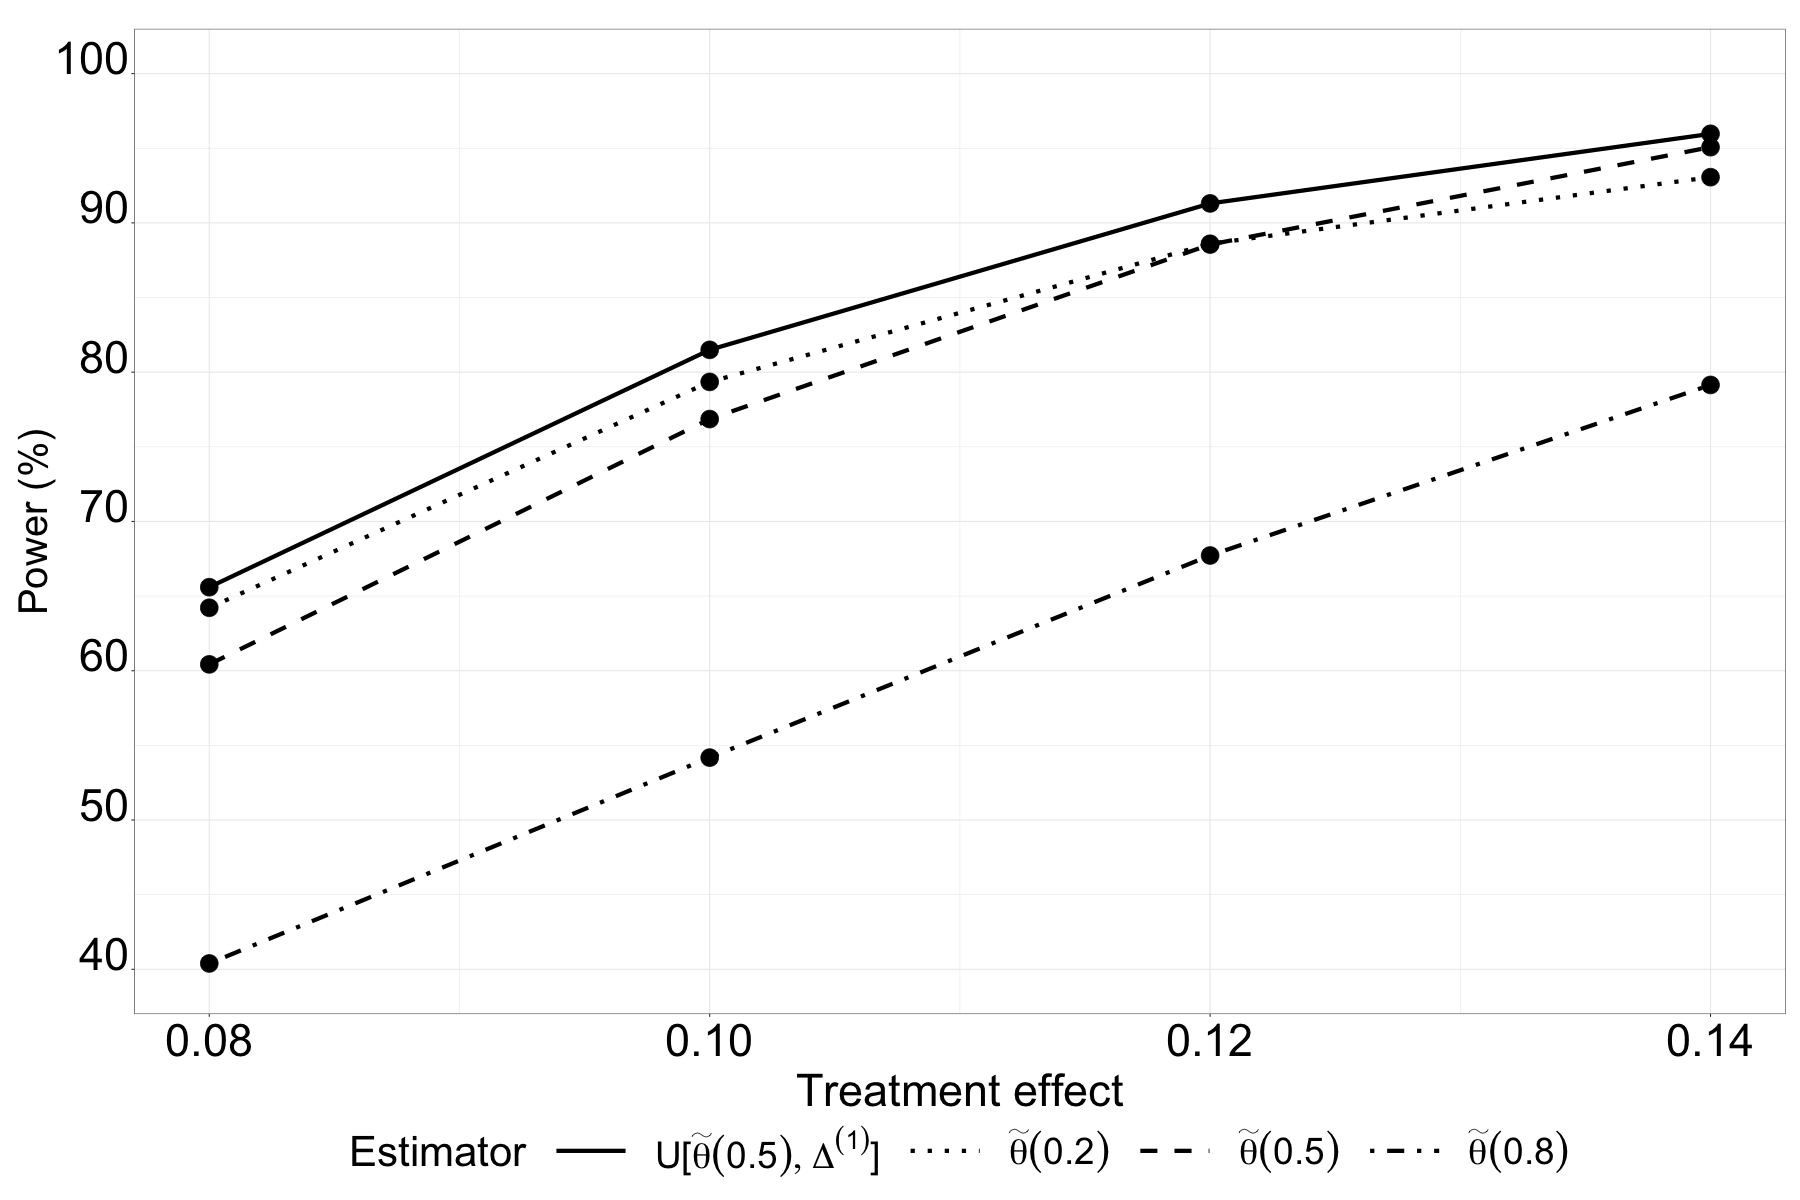 100
90
80
70
60
50
40
Power (%)
0.08 0.10 0.12 0.14
Treatment effect
Estimator U[θ̃(0.5), Δ⁽¹⁾] θ̃(0.2) θ̃(0.5) θ̃(0.8)